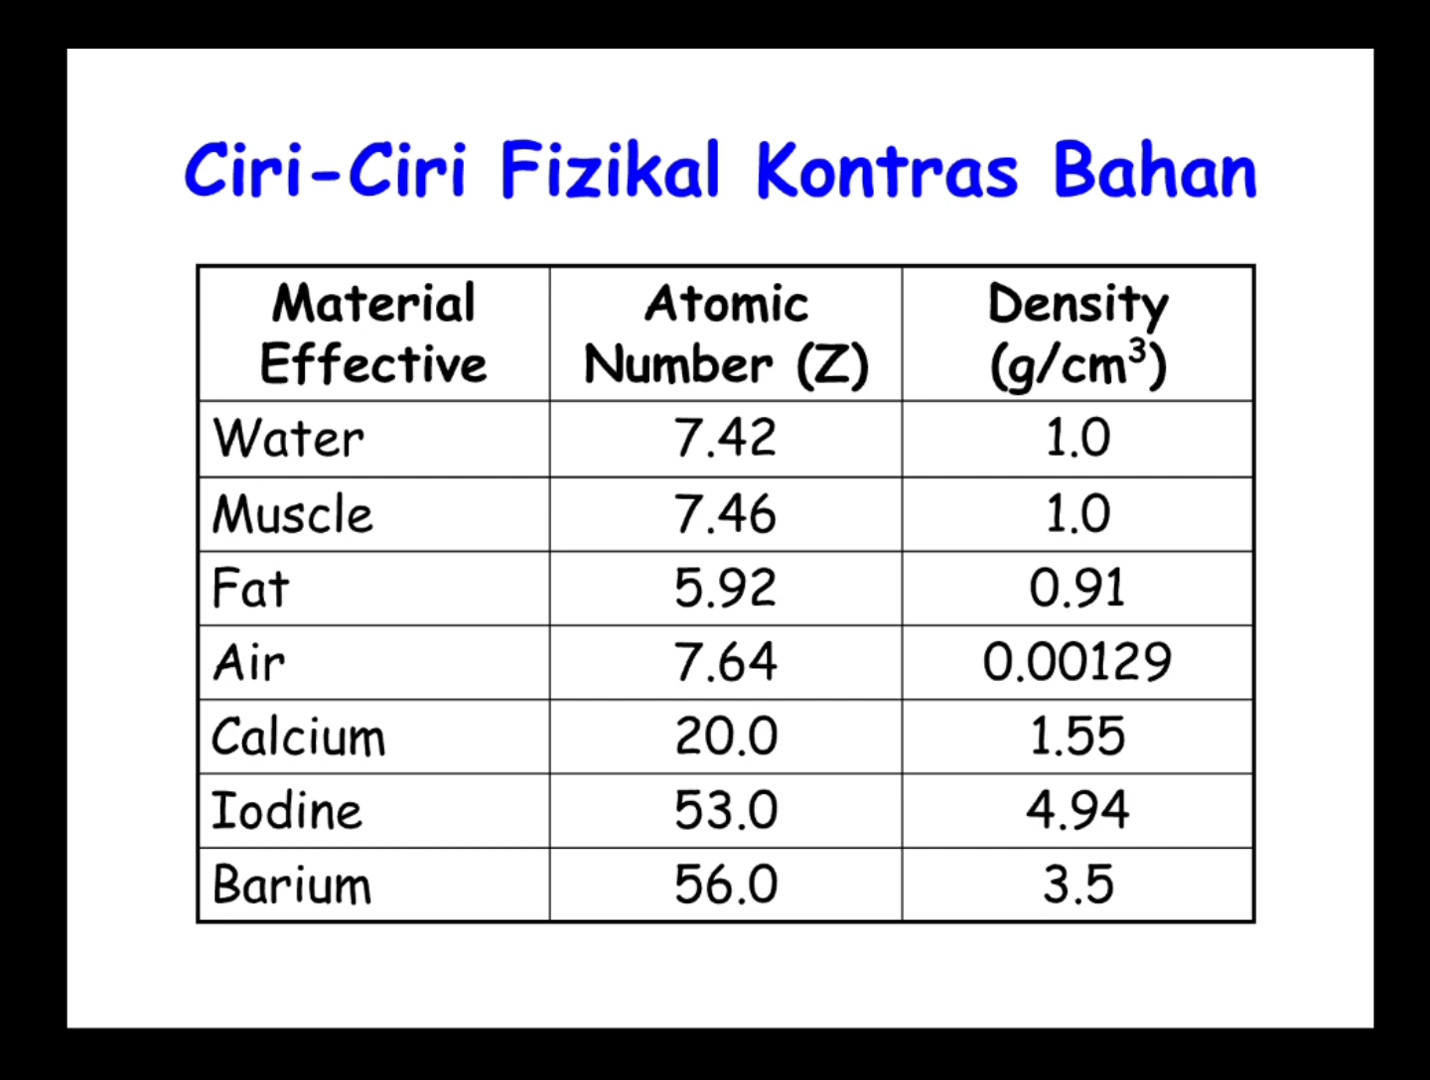 Ciri-Ciri Fizikal Kontras Bahan
Material Effective Atomic Number (Z) Density (g/cm³)
Water 7.42 1.0
Muscle 7.46 1.0
Fat 5.92 0.91
Air 7.64 0.00129
Calcium 20.0 1.55
Iodine 53.0 4.94
Barium 56.0 3.5